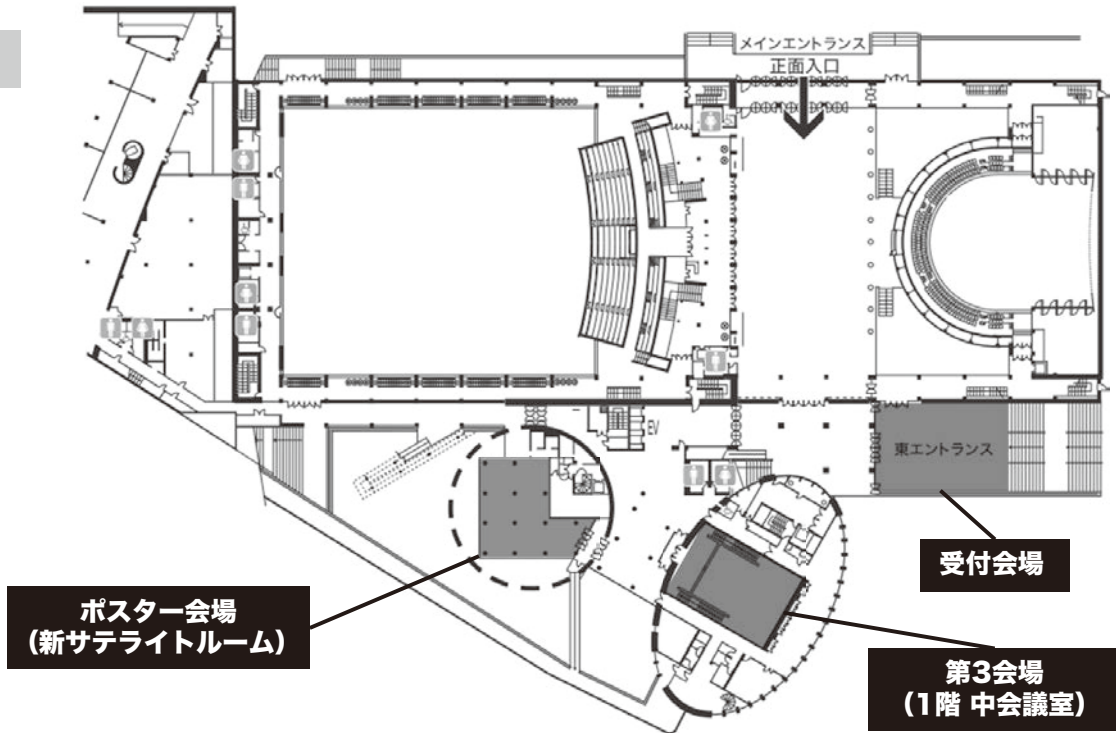 メインエントランス
正面入口
EV
東エントランス
受付会場
ポスター会場
（新サテライトルーム）
第3会場
（1階 中会議室）